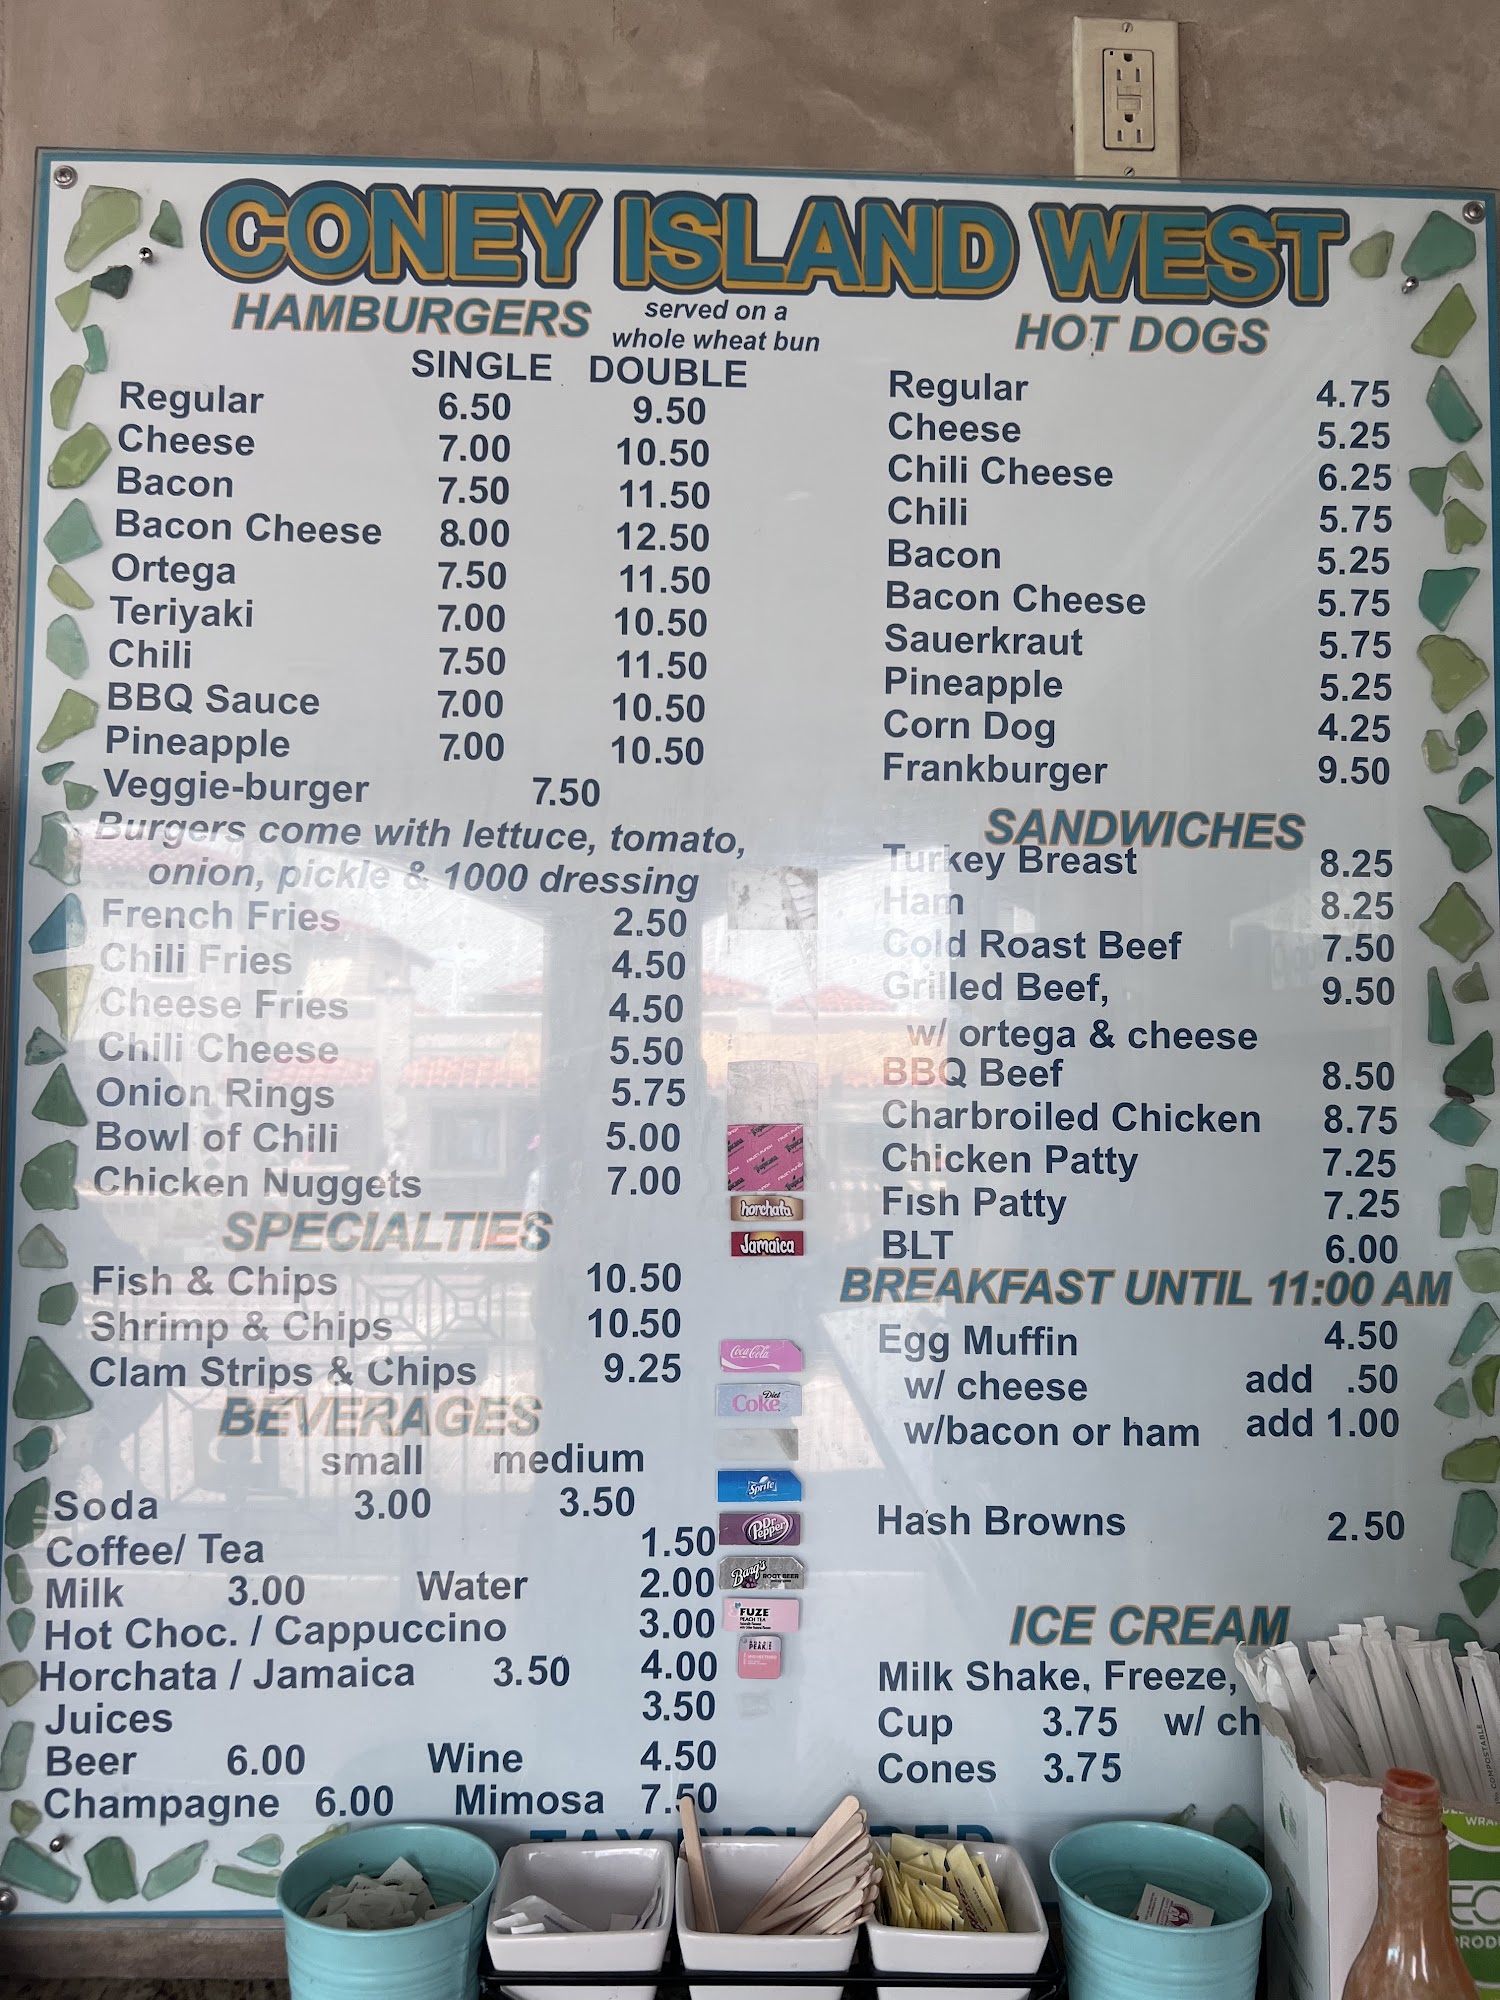 CONEY ISLAND WEST
HAMBURGERS
served on a
whole wheat bun
SINGLE DOUBLE
Regular 6.50 9.50
Cheese 7.00 10.50
Bacon 7.50 11.50
Bacon Cheese 8.00 12.50
Ortega 7.50 11.50
Teriyaki 7.00 10.50
Chili 7.50 11.50
BBQ Sauce 7.00 10.50
Pineapple 7.00 10.50
Veggie-burger 7.50
Burgers come with lettuce, tomato,
onion, pickle & 1000 dressing
French Fries 2.50
Chili Fries 4.50
Cheese Fries 4.50
Chili Cheese 5.50
Onion Rings 5.75
Bowl of Chili 5.00
Chicken Nuggets 7.00
SPECIALTIES
Fish & Chips 10.50
Shrimp & Chips 10.50
Clam Strips & Chips 9.25
BEVERAGES
small medium
Soda 3.00 3.50
Coffee/ Tea 1.50
Milk 3.00 Water 2.00
Hot Choc. / Cappuccino 3.00
Horchata / Jamaica 3.50 4.00
Juices 3.50
Beer 6.00 Wine 4.50
Champagne 6.00 Mimosa 7.50
horchata
Jamaica
Coca-Cola
Diet
Coke
Sprite
Dr
Pepper
Barq's
ROOT BEER
FUZE
PEACH TEA
HOT DOGS
Regular 4.75
Cheese 5.25
Chili Cheese 6.25
Chili 5.75
Bacon 5.25
Bacon Cheese 5.75
Sauerkraut 5.75
Pineapple 5.25
Corn Dog 4.25
Frankburger 9.50
SANDWICHES
Turkey Breast 8.25
Ham 8.25
Cold Roast Beef 7.50
Grilled Beef, 9.50
w/ ortega & cheese
BBQ Beef 8.50
Charbroiled Chicken 8.75
Chicken Patty 7.25
Fish Patty 7.25
BLT 6.00
BREAKFAST UNTIL 11:00 AM
Egg Muffin 4.50
w/ cheese add .50
w/bacon or ham add 1.00
Hash Browns 2.50
ICE CREAM
Milk Shake, Freeze,
Cup 3.75 w/ ch
Cones 3.75
TAX INCLUDED
COMPOSTABLE